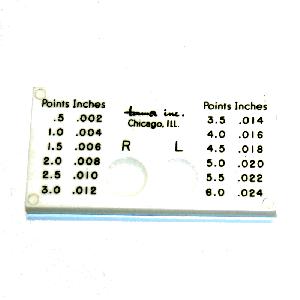 Points Inches
.5 .002
1.0 .004
1.5 .006
2.0 .008
2.5 .010
3.0 .012
inc.
Chicago, ILL.
R L
Points Inches
3.5 .014
4.0 .016
4.5 .018
5.0 .020
5.5 .022
6.0 .024